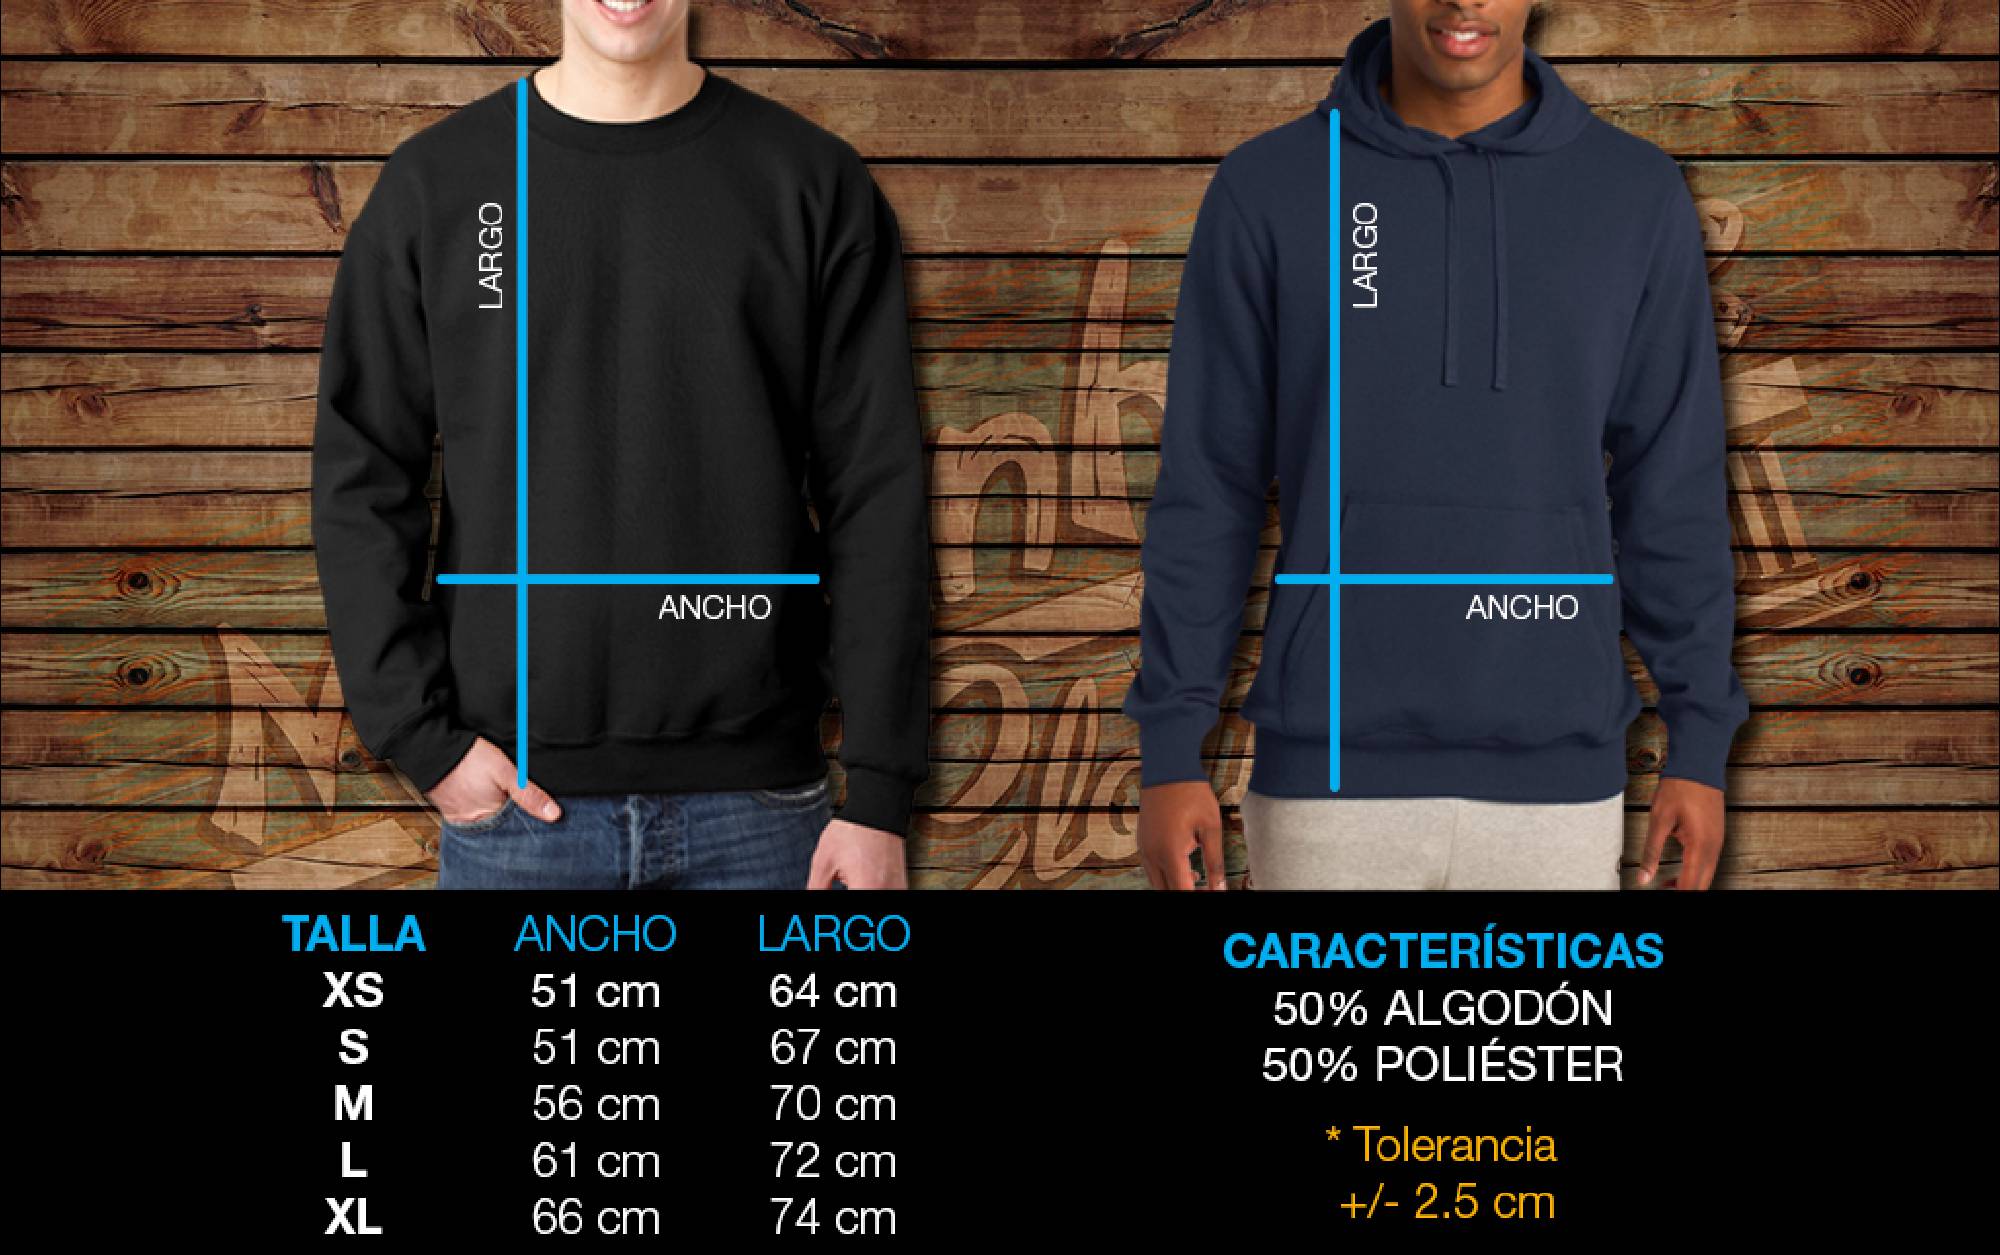 LARGO
ANCHO
LARGO
ANCHO
TALLA ANCHO LARGO
XS 51 cm 64 cm
S 51 cm 67 cm
M 56 cm 70 cm
L 61 cm 72 cm
XL 66 cm 74 cm
CARACTERÍSTICAS
50% ALGODÓN
50% POLIÉSTER
* Tolerancia
+/- 2.5 cm